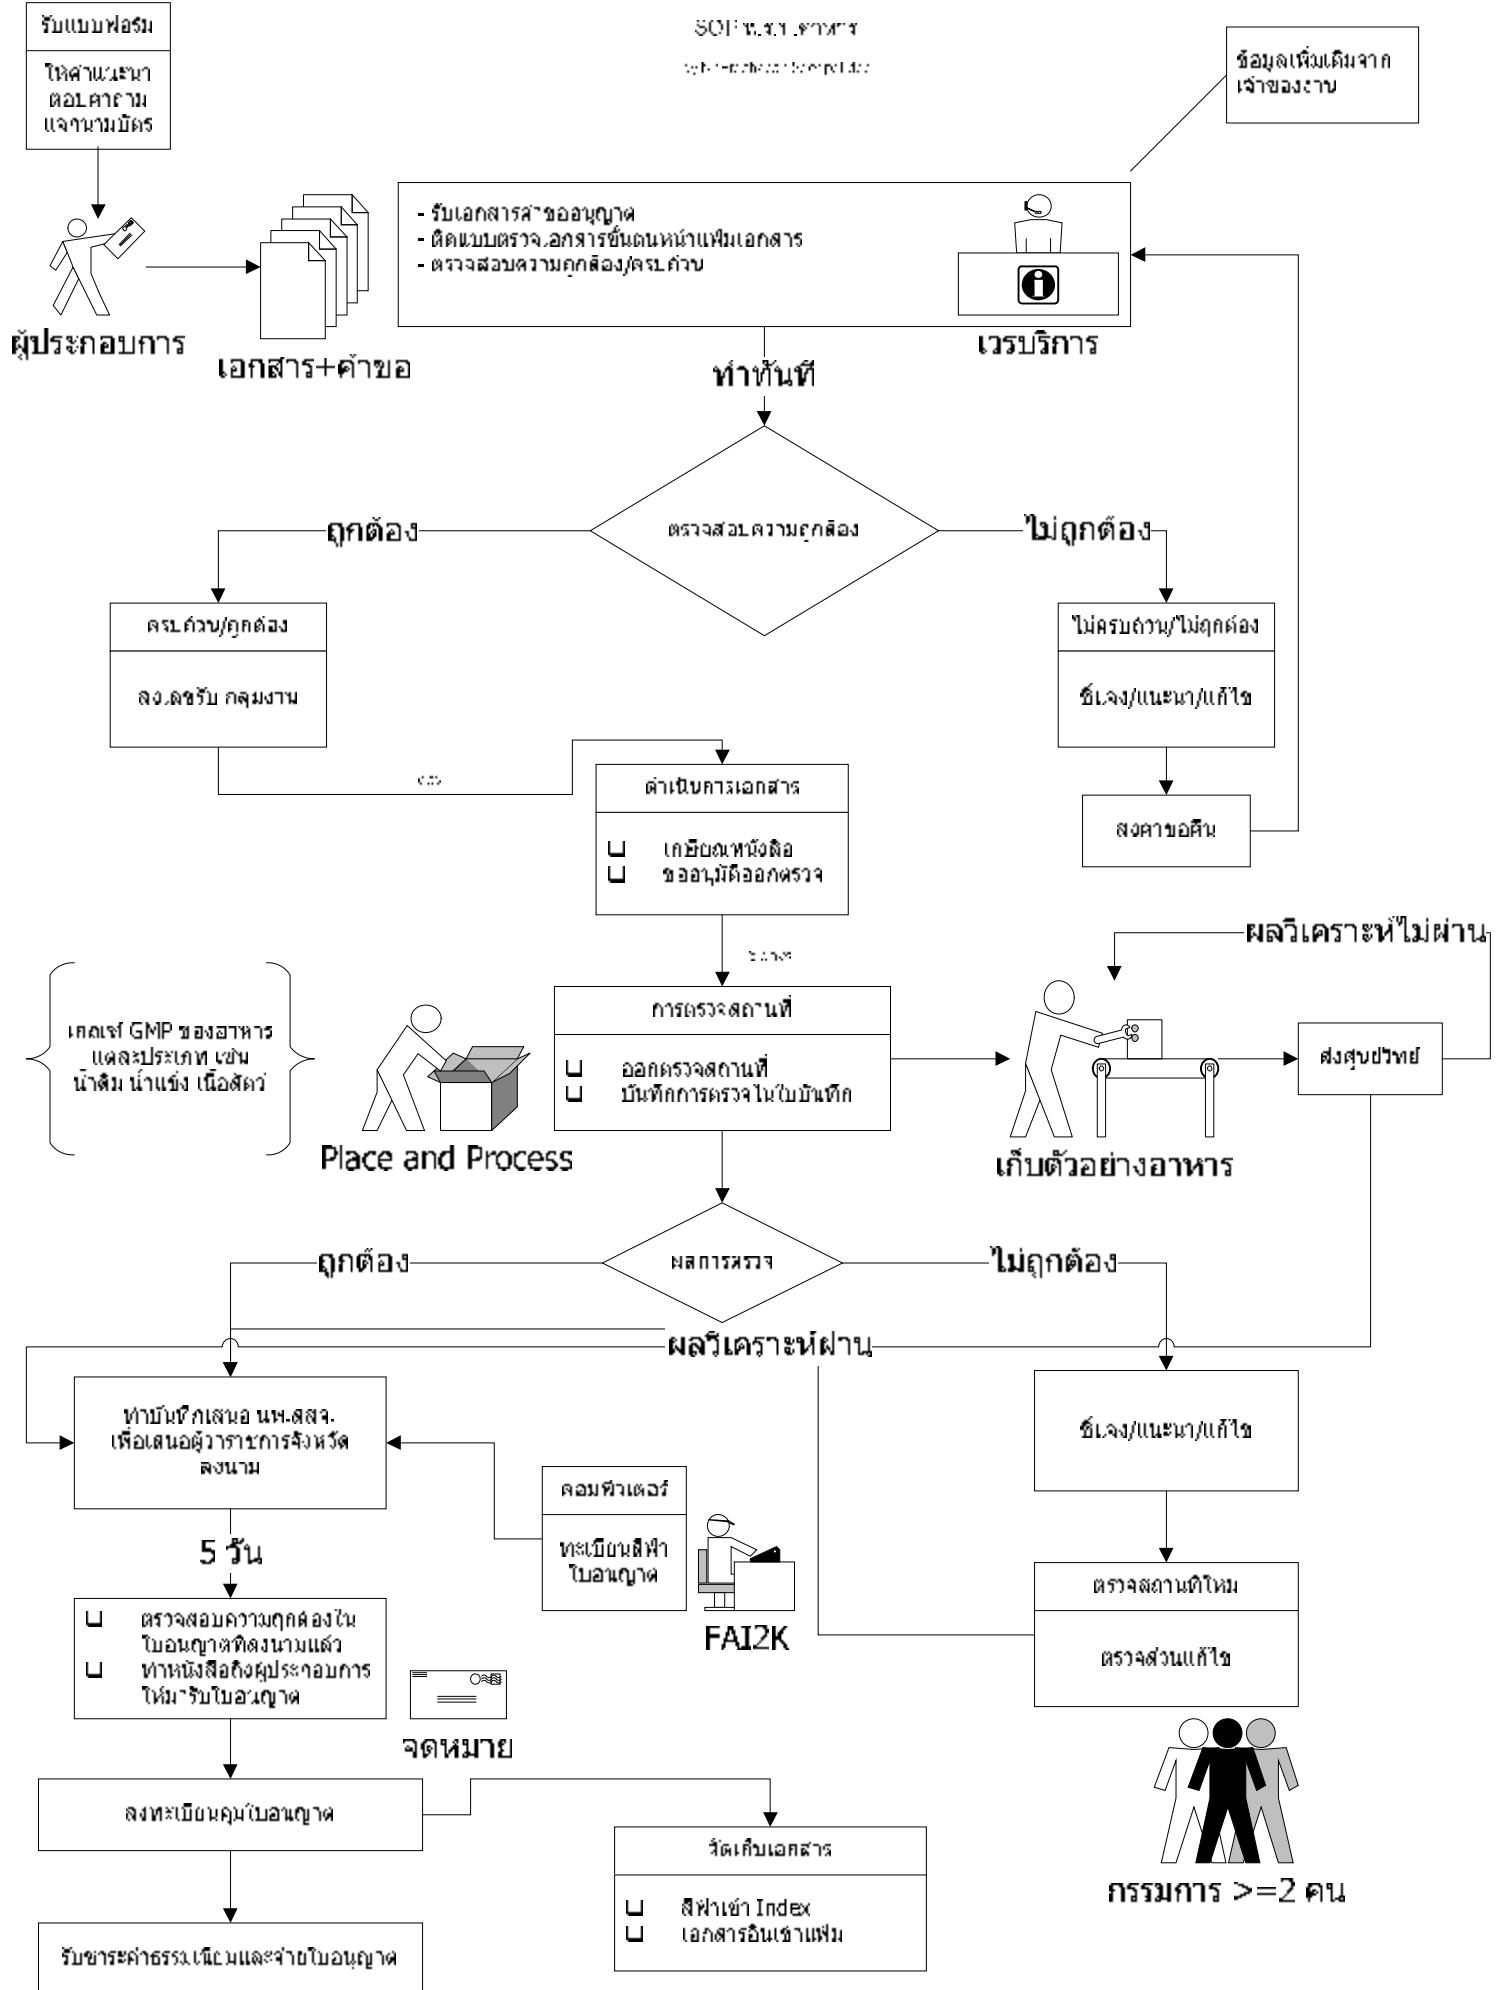 รับแบบฟอร์ม
ให้คำแนะนำ
ตอบคำถาม
แจกนามบัตร
SOP พ.ร.บ.อาหาร
ข้อมูลเพิ่มเติมจาก
เจ้าของงาน
- รับเอกสารคำขออนุญาต
- ติดแบบตรวจเอกสารขั้นต้นหน้าแฟ้มเอกสาร
- ตรวจสอบความถูกต้อง/ครบถ้วน
ผู้ประกอบการ
เอกสาร+คำขอ
เวรบริการ
ทำทันที
ตรวจสอบความถูกต้อง
ถูกต้อง
ไม่ถูกต้อง
ครบถ้วน/ถูกต้อง
ลงเลขรับ กลุ่มงาน
ไม่ครบถ้วน/ไม่ถูกต้อง
ชี้แจง/แนะนำ/แก้ไข
ส่งคำขอคืน
ดำเนินการเอกสาร
เกษียณหนังสือ
ขออนุมัติออกตรวจ
ผลวิเคราะห์ไม่ผ่าน
เกณฑ์ GMP ของอาหาร
แต่ละประเภท เช่น
น้ำดื่ม น้ำแข็ง เนื้อสัตว์
Place and Process
การตรวจสถานที่
ออกตรวจสถานที่
บันทึกการตรวจในใบบันทึก
เก็บตัวอย่างอาหาร
ส่งศูนย์วิทย์
ผลการตรวจ
ถูกต้อง
ไม่ถูกต้อง
ผลวิเคราะห์ผ่าน
ทำบันทึกเสนอ นพ.สสจ.
เพื่อเสนอผู้ว่าราชการจังหวัด
ลงนาม
ชี้แจง/แนะนำ/แก้ไข
คอมพิวเตอร์
ทะเบียนสีฟ้า
ใบอนุญาต
FAI2K
5 วัน
ตรวจสถานที่ใหม่
ตรวจส่วนแก้ไข
ตรวจสอบความถูกต้องใน
ใบอนุญาตที่ลงนามแล้ว
ทำหนังสือถึงผู้ประกอบการ
ให้มารับใบอนุญาต
จดหมาย
ลงทะเบียนคุมใบอนุญาต
จัดเก็บเอกสาร
สีฟ้าเข้า Index
เอกสารอื่นเข้าแฟ้ม
กรรมการ >=2 คน
รับชำระค่าธรรมเนียมและจ่ายใบอนุญาต